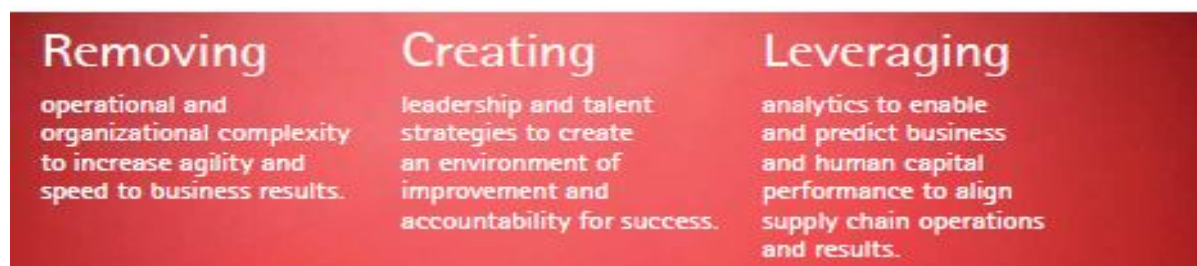 Removing
operational and
organizational complexity
to increase agility and
speed to business results.
Creating
leadership and talent
strategies to create
an environment of
improvement and
accountability for success.
Leveraging
analytics to enable
and predict business
and human capital
performance to align
supply chain operations
and results.